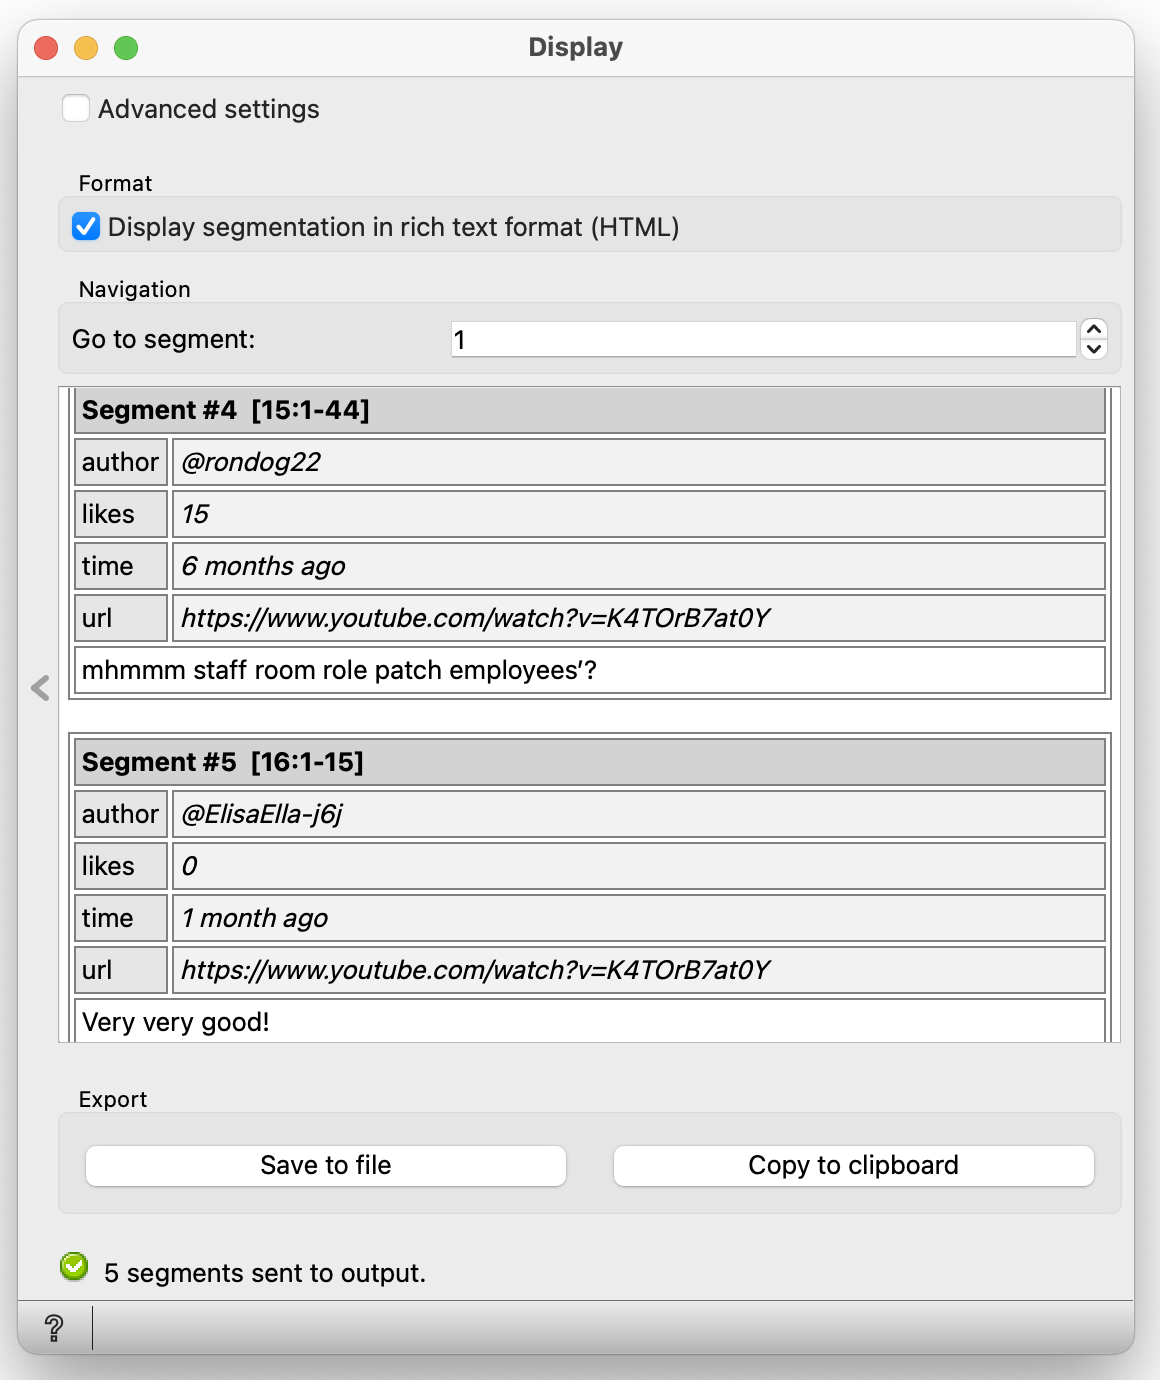 Display
Advanced settings
Format
Display segmentation in rich text format (HTML)
Navigation
Go to segment: 1
Segment #4 [15:1-44]
author @rondog22
likes 15
time 6 months ago
url https://www.youtube.com/watch?v=K4TOrB7at0Y
mhmmm staff room role patch employees'?
Segment #5 [16:1-15]
author @ElisaElla-j6j
likes 0
time 1 month ago
url https://www.youtube.com/watch?v=K4TOrB7at0Y
Very very good!
Export
Save to file Copy to clipboard
5 segments sent to output.
?